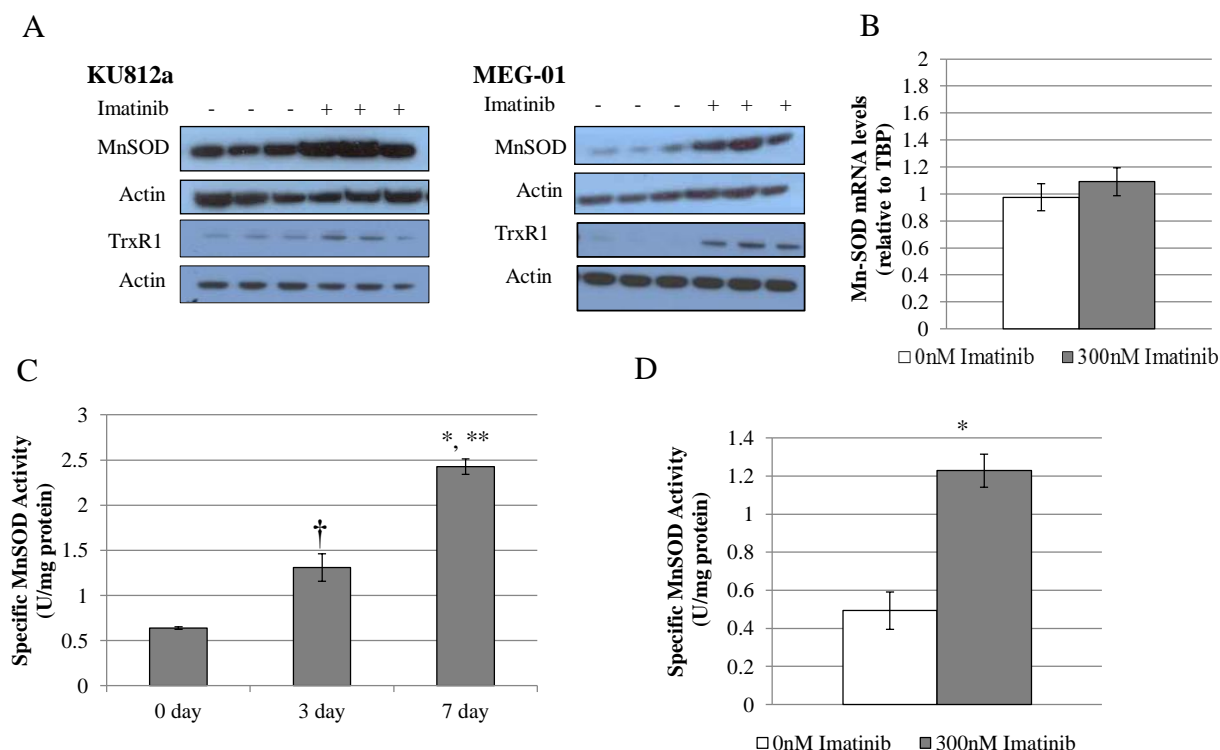 A
KU812a
Imatinib - - - + + +
MnSOD
Actin
TrxR1
Actin
MEG-01
Imatinib - - - + + +
MnSOD
Actin
TrxR1
Actin
B
Mn-SOD mRNA levels
(relative to TBP)
2
1.8
1.6
1.4
1.2
1
0.8
0.6
0.4
0.2
0
0nM Imatinib 300nM Imatinib
C
Specific MnSOD Activity
(U/mg protein)
3
2.5
2
1.5
1
0.5
0
†
*, **
0 day 3 day 7 day
D
Specific MnSOD Activity
(U/mg protein)
1.4
1.2
1
0.8
0.6
0.4
0.2
0
*
0nM Imatinib 300nM Imatinib